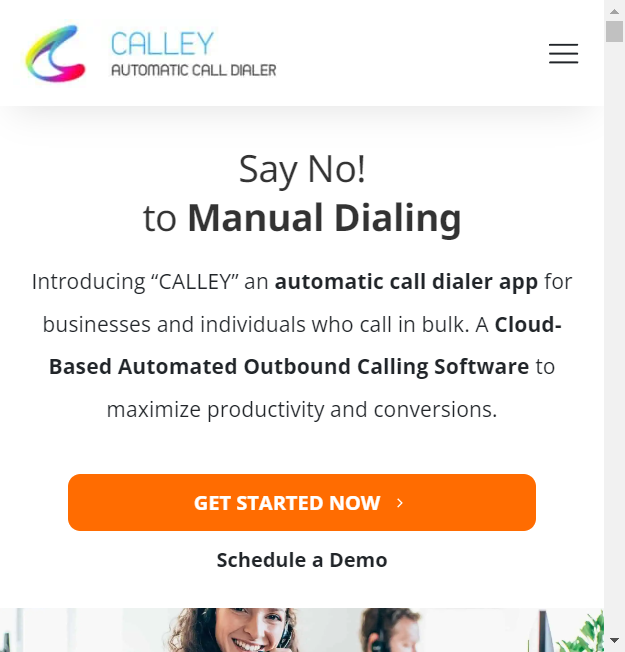 CALLEY
AUTOMATIC CALL DIALER
Say No!
to Manual Dialing
Introducing “CALLEY” an automatic call dialer app for
businesses and individuals who call in bulk. A Cloud-
Based Automated Outbound Calling Software to
maximize productivity and conversions.
GET STARTED NOW
Schedule a Demo